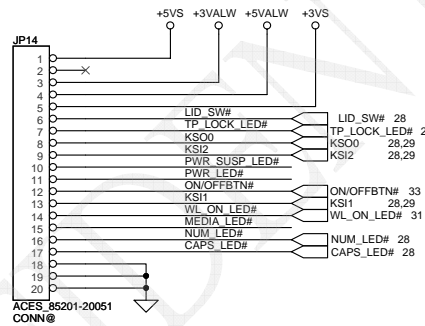 +5VS +3VALW +5VALW +3VS
JP14
1
2
3
4
5
6 LID_SW# LID_SW# 28
7 TP_LOCK_LED# TP_LOCK_LED# 2
8 KSO0 KSO0 28,29
9 KSI2 KSI2 28,29
10 PWR_SUSP_LED#
11 PWR_LED#
12 ON/OFFBTN# ON/OFFBTN# 33
13 KSI1 KSI1 28,29
14 WL_ON_LED# WL_ON_LED# 31
15 MEDIA_LED#
16 NUM_LED# NUM_LED# 28
17 CAPS_LED# CAPS_LED# 28
18
19
20
ACES_85201-20051
CONN@